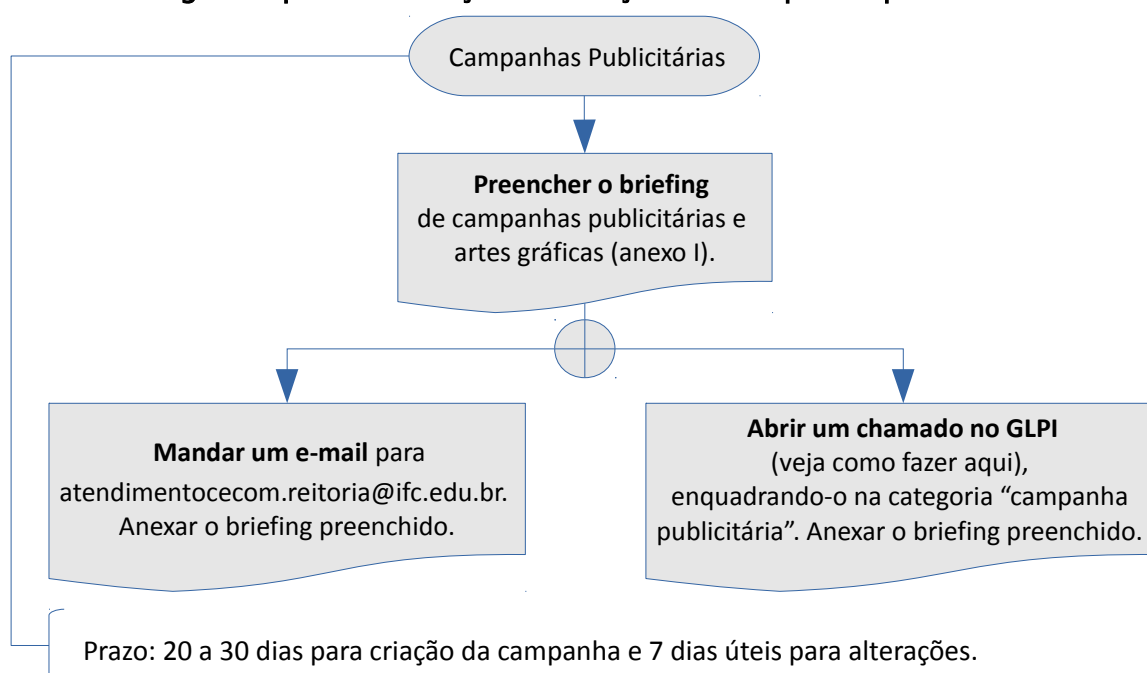 Campanhas Publicitárias
Preencher o briefing
de campanhas publicitárias e
artes gráficas (anexo I).
Mandar um e-mail para
atendimentocecom.reitoria@ifc.edu.br.
Anexar o briefing preenchido.
Abrir um chamado no GLPI
(veja como fazer aqui),
enquadrando-o na categoria “campanha
publicitária”. Anexar o briefing preenchido.
Prazo: 20 a 30 dias para criação da campanha e 7 dias úteis para alterações.